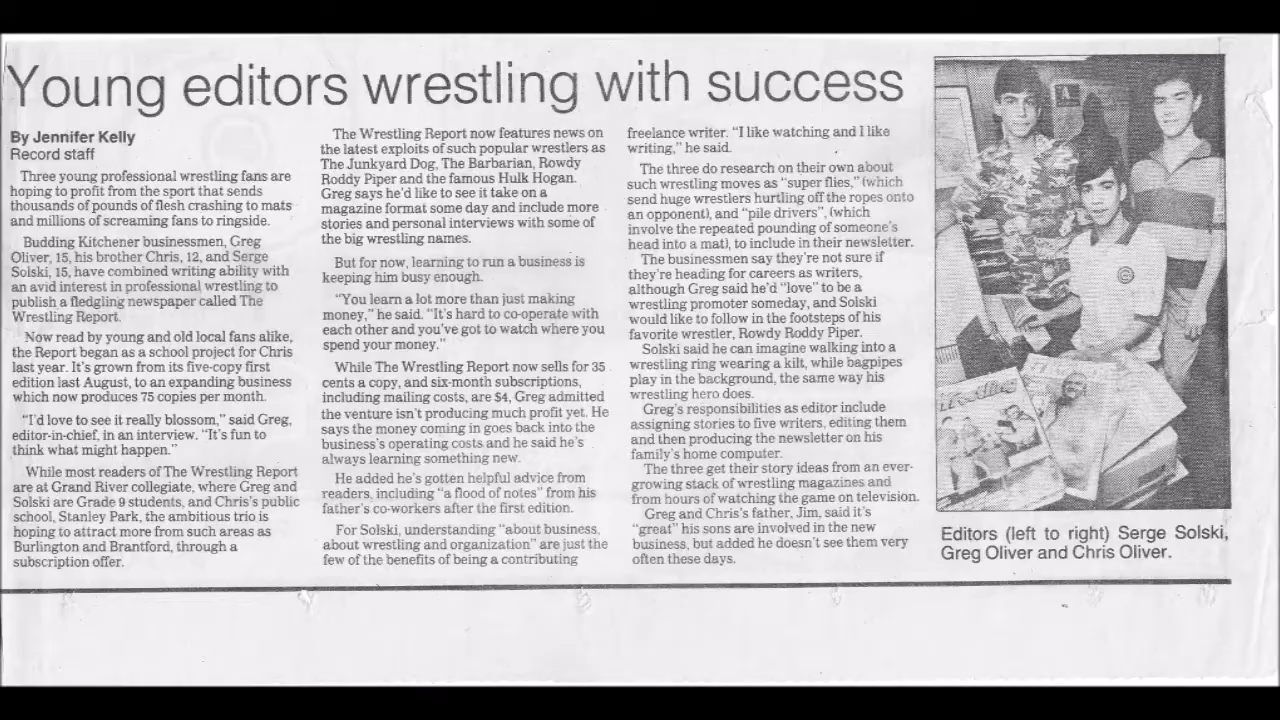 Young editors wrestling with success
By Jennifer Kelly
Record staff
Three young professional wrestling fans are
hoping to profit from the sport that sends
thousands of pounds of flesh crashing to mats
and millions of screaming fans to ringside.
Budding Kitchener businessmen, Greg
Oliver, 15, his brother Chris, 12, and Serge
Solski, 15, have combined writing ability with
an avid interest in professional wrestling to
publish a fledgling newspaper called The
Wrestling Report.
Now read by young and old local fans alike,
the Report began as a school project for Chris
last year. It's grown from its five-copy first
edition last August, to an expanding business
which now produces 75 copies per month.
"I'd love to see it really blossom," said Greg,
editor-in-chief, in an interview. "It's fun to
think what might happen."
While most readers of The Wrestling Report
are at Grand River collegiate, where Greg and
Solski are Grade 9 students, and Chris's public
school, Stanley Park, the ambitious trio is
hoping to attract more from such areas as
Burlington and Brantford, through a
subscription offer.
The Wrestling Report now features news on
the latest exploits of such popular wrestlers as
The Junkyard Dog, The Barbarian, Rowdy
Roddy Piper and the famous Hulk Hogan.
Greg says he'd like to see it take on a
magazine format some day and include more
stories and personal interviews with some of
the big wrestling names.
But for now, learning to run a business is
keeping him busy enough.
"You learn a lot more than just making
money," he said. "It's hard to co-operate with
each other and you've got to watch where you
spend your money."
While The Wrestling Report now sells for 35
cents a copy, and six-month subscriptions,
including mailing costs, are $4, Greg admitted
the venture isn't producing much profit yet. He
says the money coming in goes back into the
business's operating costs and he said he's
always learning something new.
He added he's gotten helpful advice from
readers, including "a flood of notes" from his
father's co-workers after the first edition.
For Solski, understanding "about business,
about wrestling and organization" are just the
few of the benefits of being a contributing
freelance writer. "I like watching and I like
writing," he said.
The three do research on their own about
such wrestling moves as "super flies," (which
send huge wrestlers hurtling off the ropes onto
an opponent), and "pile drivers", (which
involve the repeated pounding of someone's
head into a mat), to include in their newsletter.
The businessmen say they're not sure if
they're heading for careers as writers,
although Greg said he'd "love" to be a
wrestling promoter someday, and Solski
would like to follow in the footsteps of his
favorite wrestler, Rowdy Roddy Piper.
Solski said he can imagine walking into a
wrestling ring wearing a kilt, while bagpipes
play in the background, the same way his
wrestling hero does.
Greg's responsibilities as editor include
assigning stories to five writers, editing them
and then producing the newsletter on his
family's home computer.
The three get their story ideas from an ever-
growing stack of wrestling magazines and
from hours of watching the game on television.
Greg and Chris's father, Jim, said it's
"great" his sons are involved in the new
business, but added he doesn't see them very
often these days.
Editors (left to right) Serge Solski,
Greg Oliver and Chris Oliver.